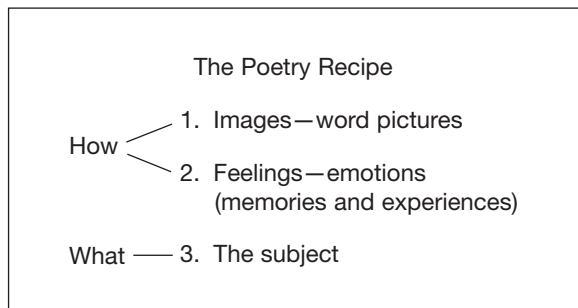 The Poetry Recipe
1. Images—word pictures
How
2. Feelings—emotions
(memories and experiences)
What
3. The subject